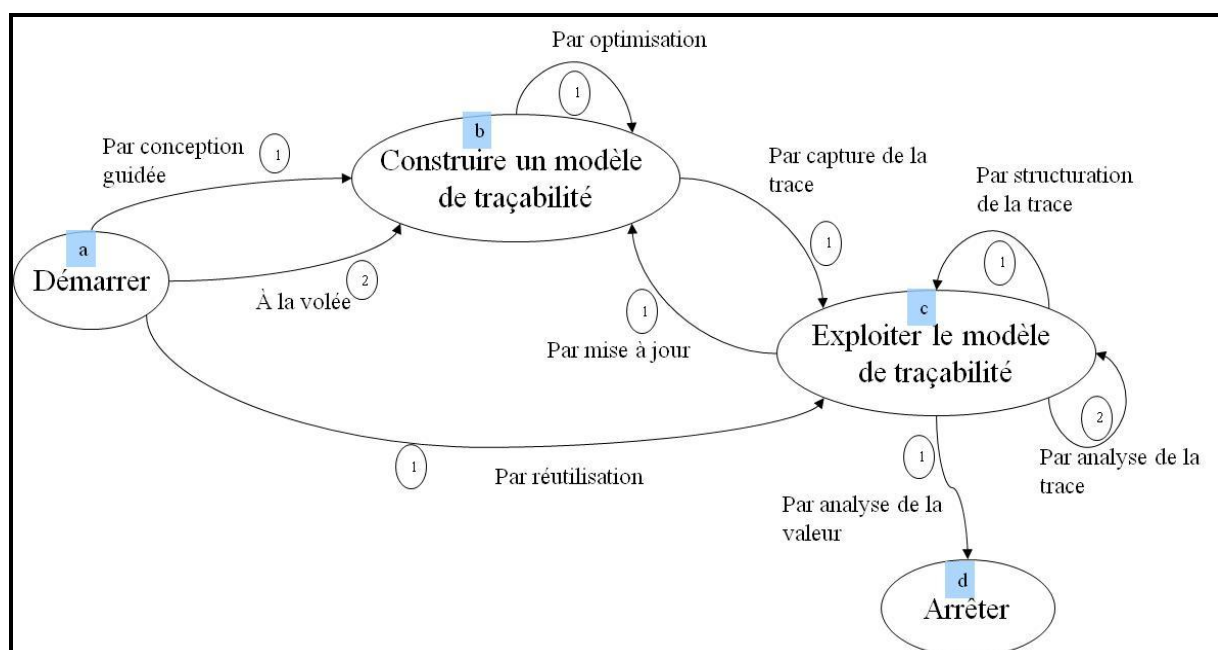 Par optimisation
1
b
Construire un modèle
de traçabilité
Par conception
guidée
1
Par capture de la
trace
1
Par structuration
de la trace
1
a
Démarrer
À la volée
2
Par mise à jour
1
c
Exploiter le modèle
de traçabilité
2
Par analyse de la
trace
1
Par réutilisation
1
Par analyse de la
valeur
d
Arrêter